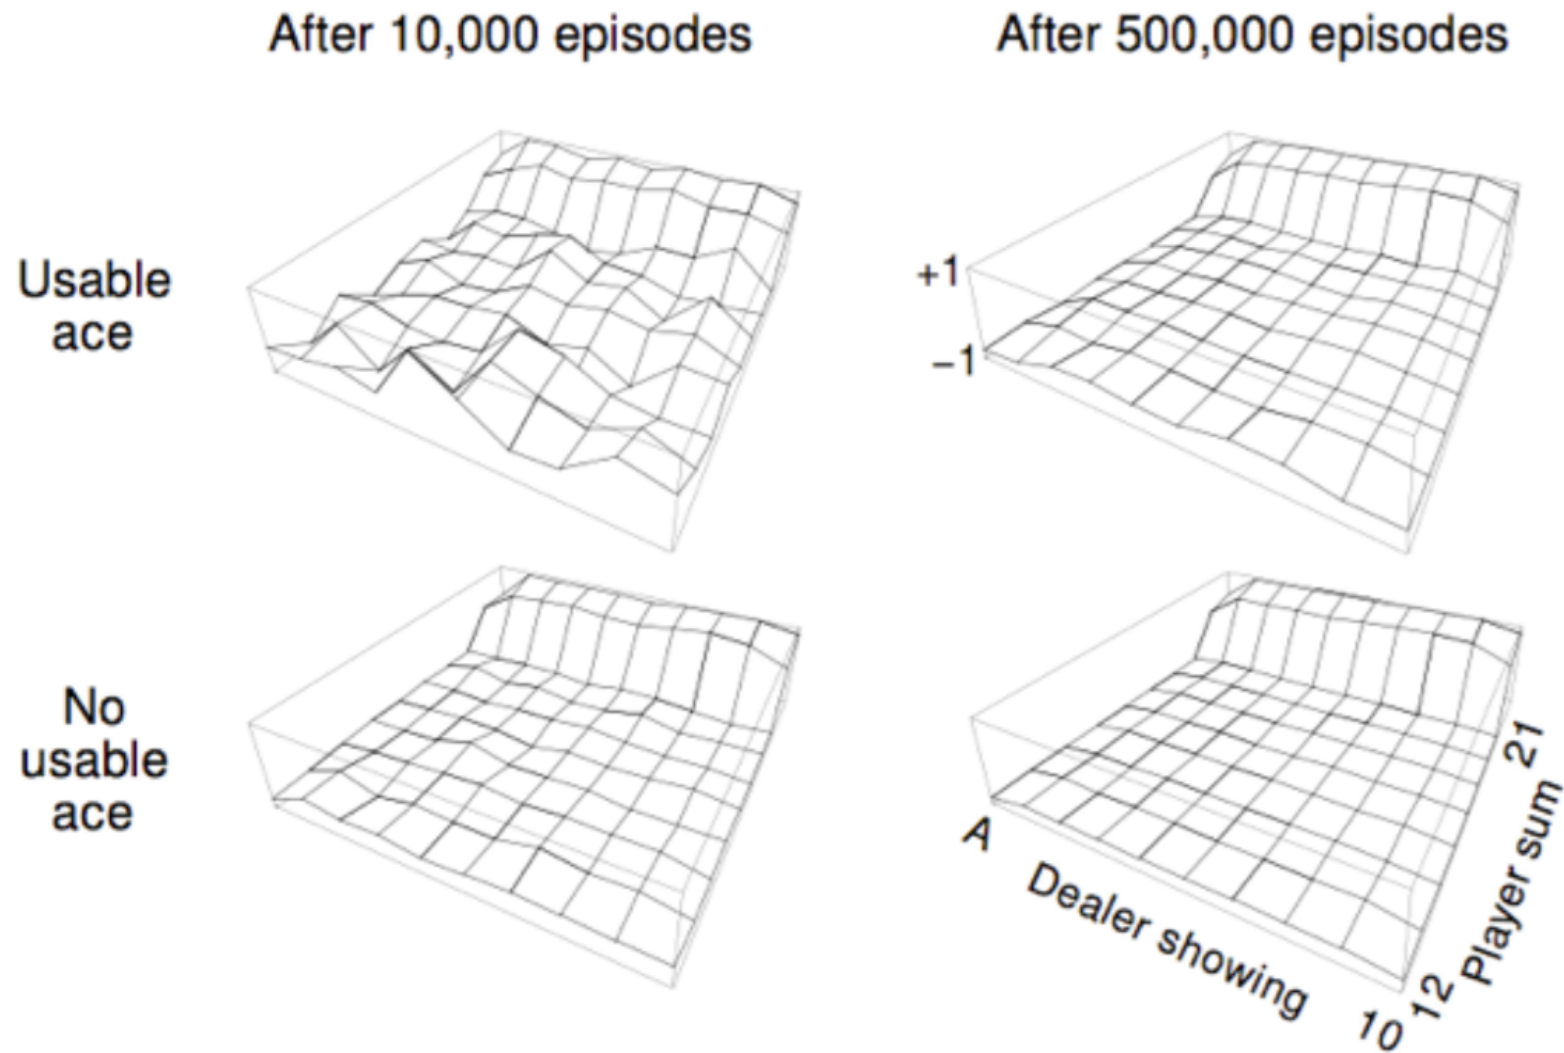 After 10,000 episodes
After 500,000 episodes
Usable
ace
+1
−1
No
usable
ace
A
Dealer showing
10
12
Player sum
21